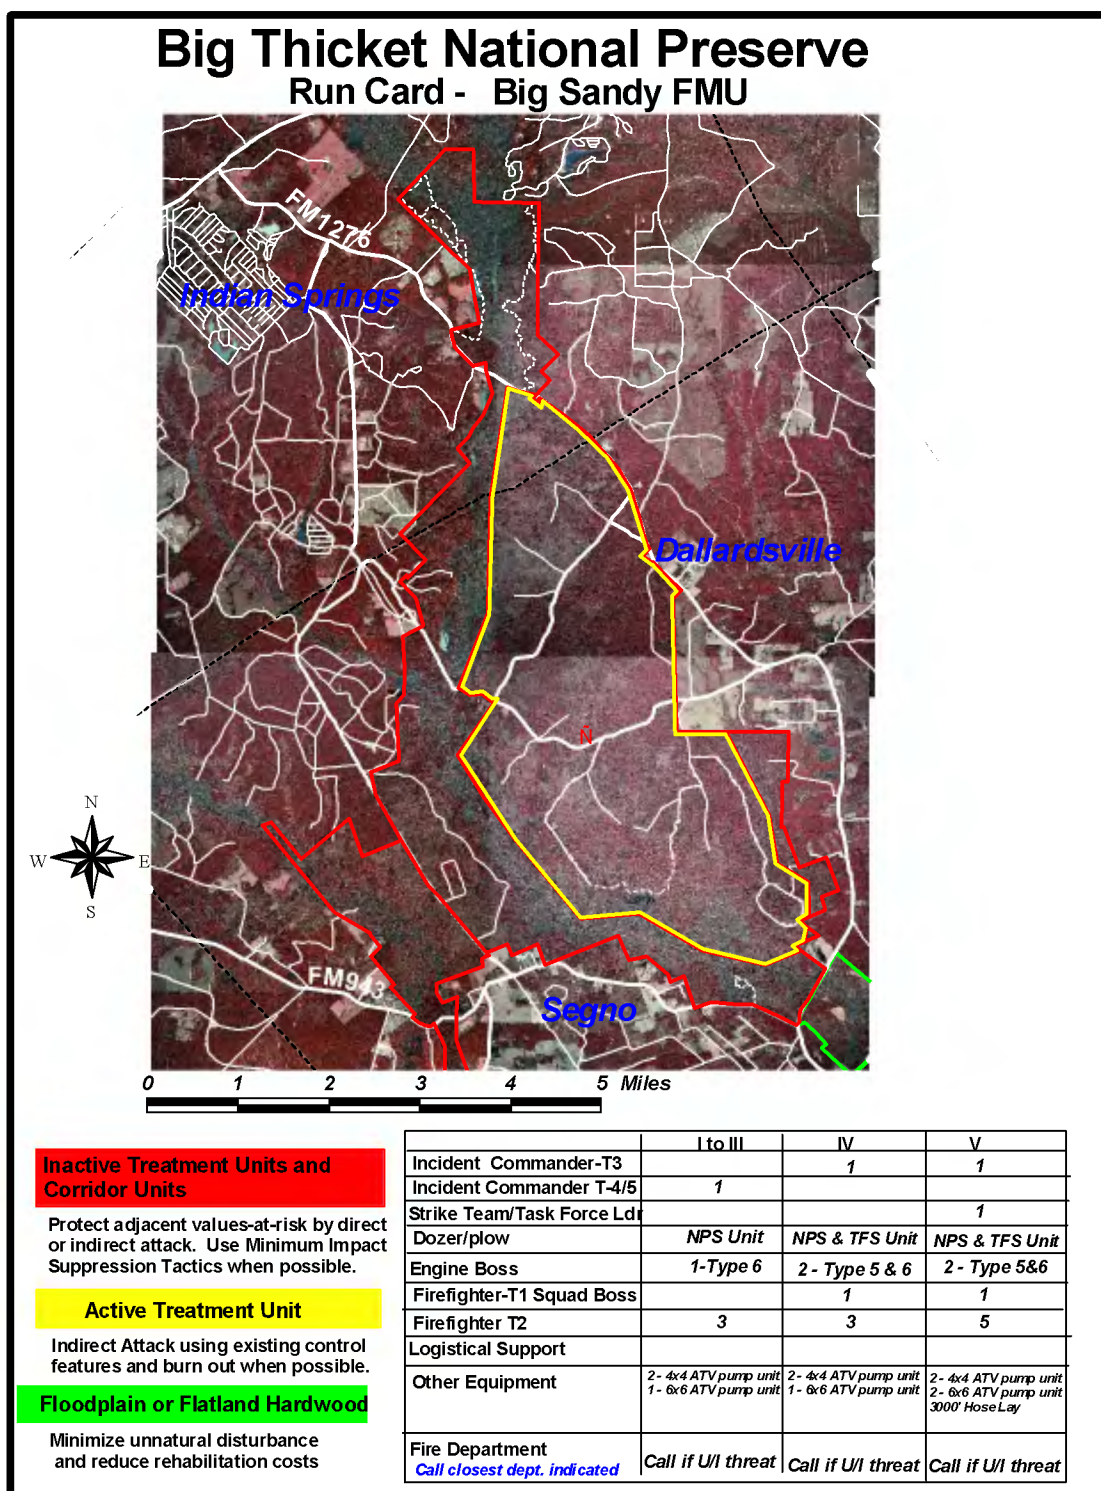 Big Thicket National Preserve
Run Card - Big Sandy FMU
FM1276
Indian Springs
Dallardsville
Ñ
N
W E
S
FM943
Segno
0 1 2 3 4 5 Miles
Inactive Treatment Units and
Corridor Units
Protect adjacent values-at-risk by direct
or indirect attack. Use Minimum Impact
Suppression Tactics when possible.
Active Treatment Unit
Indirect Attack using existing control
features and burn out when possible.
Floodplain or Flatland Hardwood
Minimize unnatural disturbance
and reduce rehabilitation costs
I to III IV V
Incident Commander-T3 1 1
Incident Commander T-4/5 1
Strike Team/Task Force Ldr 1
Dozer/plow NPS Unit NPS & TFS Unit NPS & TFS Unit
Engine Boss 1-Type 6 2 - Type 5 & 6 2 - Type 5&6
Firefighter-T1 Squad Boss 1 1
Firefighter T2 3 3 5
Logistical Support
Other Equipment 2 - 4x4 ATV pump unit 2 - 4x4 ATV pump unit 2 - 4x4 ATV pump unit
1 - 6x6 ATV pump unit 1 - 6x6 ATV pump unit 2 - 6x6 ATV pump unit
3000' Hose Lay
Fire Department Call if U/I threat Call if U/I threat Call if U/I threat
Call closest dept. indicated